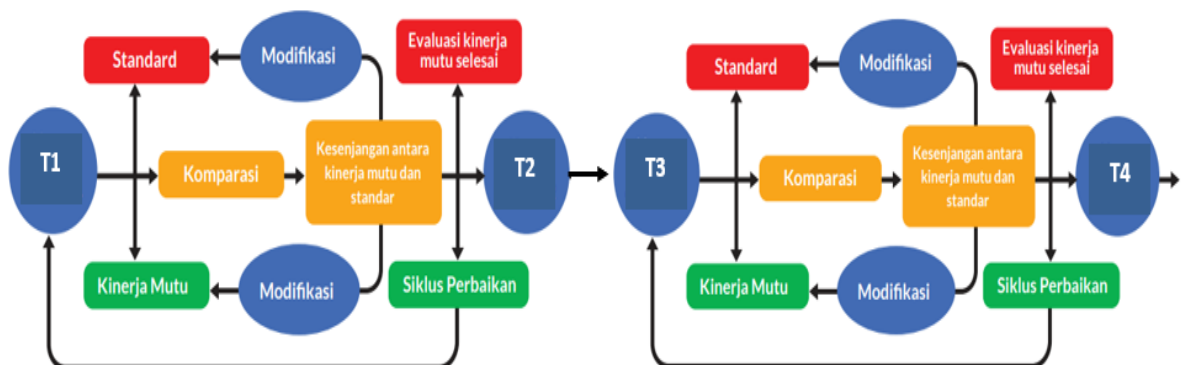 Standard
Modifikasi
Evaluasi kinerja
mutu selesai
T1
Komparasi
Kesenjangan antara
kinerja mutu dan
standar
T2
Kinerja Mutu
Modifikasi
Siklus Perbaikan
Standard
Modifikasi
Evaluasi kinerja
mutu selesai
T3
Komparasi
Kesenjangan antara
kinerja mutu dan
standar
T4
Kinerja Mutu
Modifikasi
Siklus Perbaikan